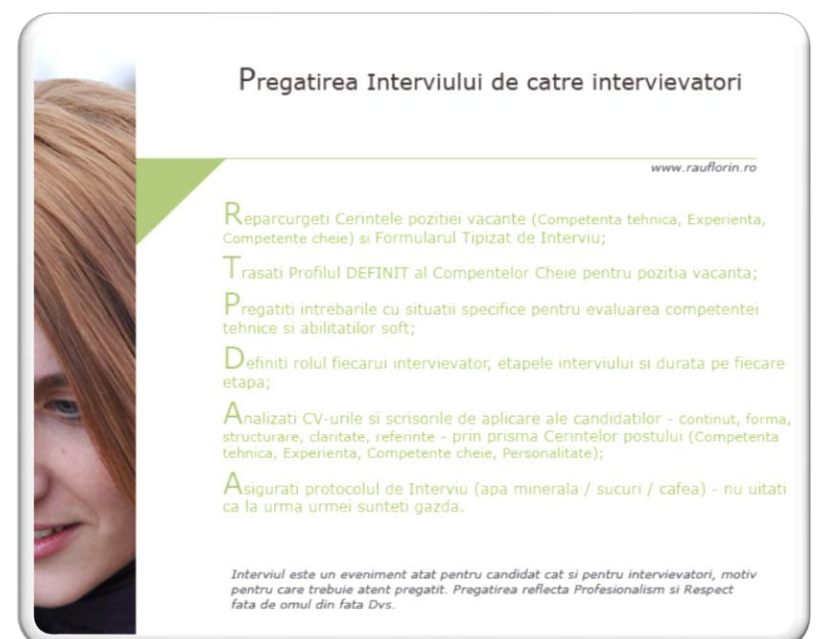 Pregatirea Interviului de catre intervievatori
www.rauflorin.ro
Reparcurgeti Cerintele pozitiei vacante (Competenta tehnica, Experienta,
Competente cheie) si Formularul Tipizat de Interviu;
Trasati Profilul DEFINIT al Compentelor Cheie pentru pozitia vacanta;
Pregatiti intrebarile cu situatii specifice pentru evaluarea competentei
tehnice si abilitatilor soft;
Definiti rolul fiecarui intervievator, etapele interviului si durata pe fiecare
etapa;
Analizati CV-urile si scrisorile de aplicare ale candidatilor - continut, forma,
structurare, claritate, referinte - prin prisma Cerintelor postului (Competenta
tehnica, Experienta, Competente cheie, Personalitate);
Asigurati protocolul de Interviu (apa minerala / sucuri / cafea) - nu uitati
ca la urma urmei sunteti gazda.
Interviul este un eveniment atat pentru candidat cat si pentru intervievatori, motiv
pentru care trebuie atent pregatit. Pregatirea reflecta Profesionalism si Respect
fata de omul din fata Dvs.